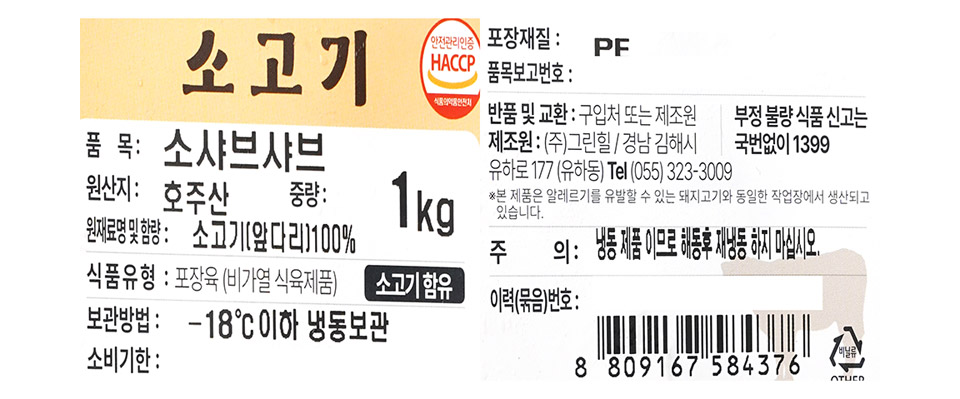 소고기
안전관리인증
HACCP
식품의약품안전처
품 목: 소샤브샤브
원산지: 호주산 중량: 1kg
원재료명 및 함량: 소고기(앞다리)100%
식품유형 : 포장육 (비가열 식육제품) 소고기 함유
보관방법 : -18℃이하 냉동보관
소비기한 :
포장재질 : PF
품목보고번호 :
반품 및 교환 : 구입처 또는 제조원
제조원 : (주)그린힐 / 경남 김해시
유하로 177 (유하동) Tel (055) 323-3009
부정 불량 식품 신고는
국번없이 1399
※본 제품은 알레르기를 유발할 수 있는 돼지고기와 동일한 작업장에서 생산되고
있습니다.
주 의 : 냉동 제품 이므로 해동후 재냉동 하지 마십시오.
이력(묶음)번호 :
8 809167 584376
비닐류
OTHER